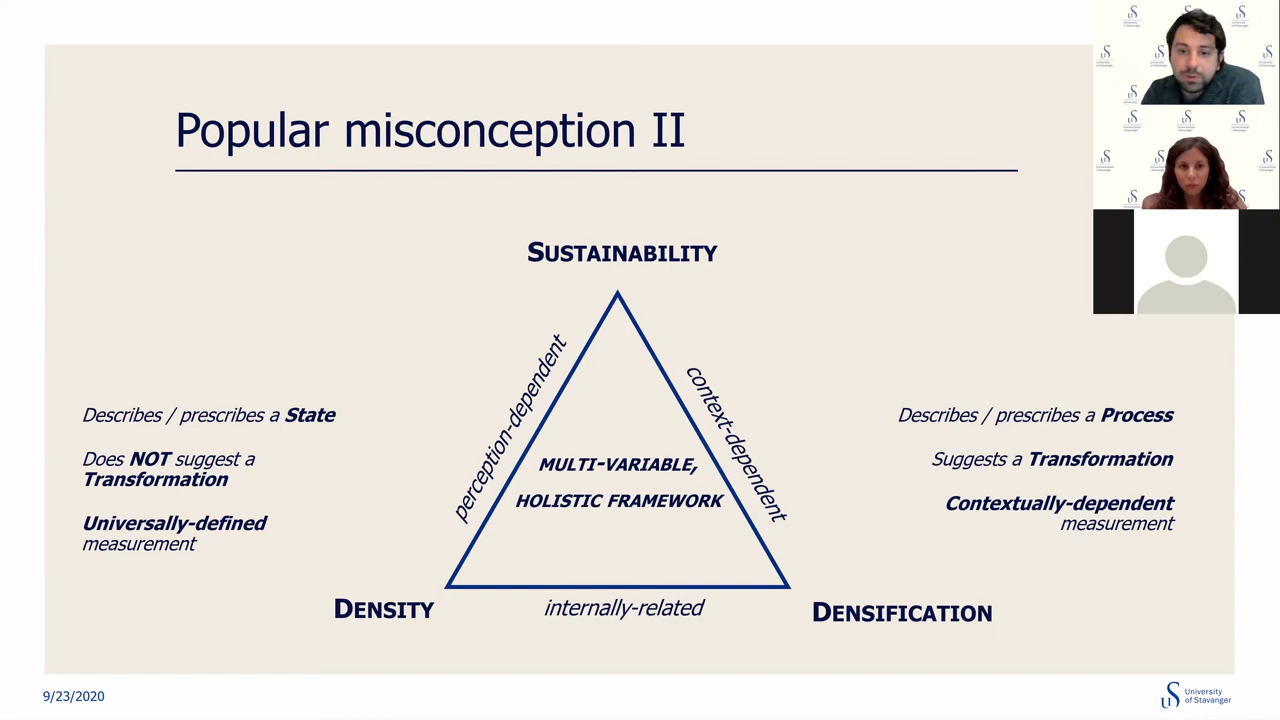 Popular misconception II
SUSTAINABILITY
perception-dependent
context-dependent
Describes / prescribes a State
Does NOT suggest a
Transformation
Universally-defined
measurement
MULTI-VARIABLE,
HOLISTIC FRAMEWORK
Describes / prescribes a Process
Suggests a Transformation
Contextually-dependent
measurement
DENSITY
internally-related
DENSIFICATION
9/23/2020
University
of Stavanger